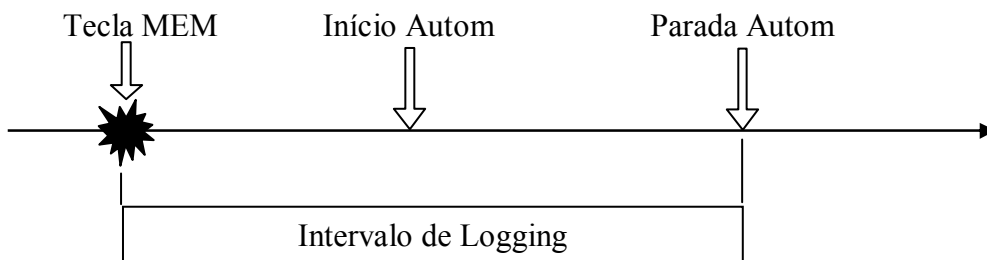 Tecla MEM
Início Autom
Parada Autom
Intervalo de Logging